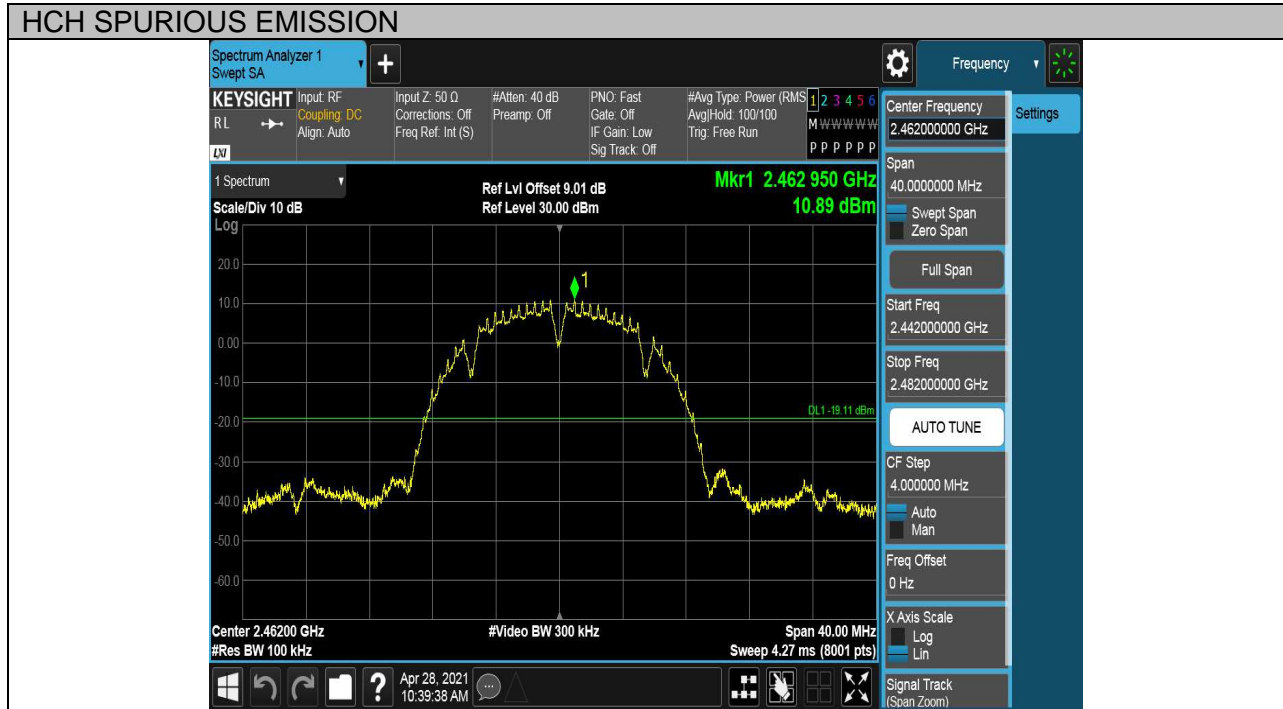 HCH SPURIOUS EMISSION
Spectrum Analyzer 1
Swept SA
+
Frequency
KEYSIGHT
RL
LXI
Input: RF
Coupling: DC
Align: Auto
Input Z: 50 Ω
Corrections: Off
Freq Ref: Int (S)
#Atten: 40 dB
Preamp: Off
PNO: Fast
Gate: Off
IF Gain: Low
Sig Track: Off
#Avg Type: Power (RMS
Avg|Hold: 100/100
Trig: Free Run
1 2 3 4 5 6
M W W W W W
P P P P P P
1 Spectrum
Scale/Div 10 dB
Log
Ref Lvl Offset 9.01 dB
Ref Level 30.00 dBm
Mkr1 2.462 950 GHz
10.89 dBm
1
20.0
10.0
0.00
-10.0
-20.0
-30.0
-40.0
-50.0
-60.0
DL1 -19.11 dBm
Center 2.46200 GHz
#Res BW 100 kHz
#Video BW 300 kHz
Span 40.00 MHz
Sweep 4.27 ms (8001 pts)
Center Frequency
2.462000000 GHz
Settings
Span
40.0000000 MHz
Swept Span
Zero Span
Full Span
Start Freq
2.442000000 GHz
Stop Freq
2.482000000 GHz
AUTO TUNE
CF Step
4.000000 MHz
Auto
Man
Freq Offset
0 Hz
X Axis Scale
Log
Lin
Signal Track
(Span Zoom)
?
Apr 28, 2021
10:39:38 AM